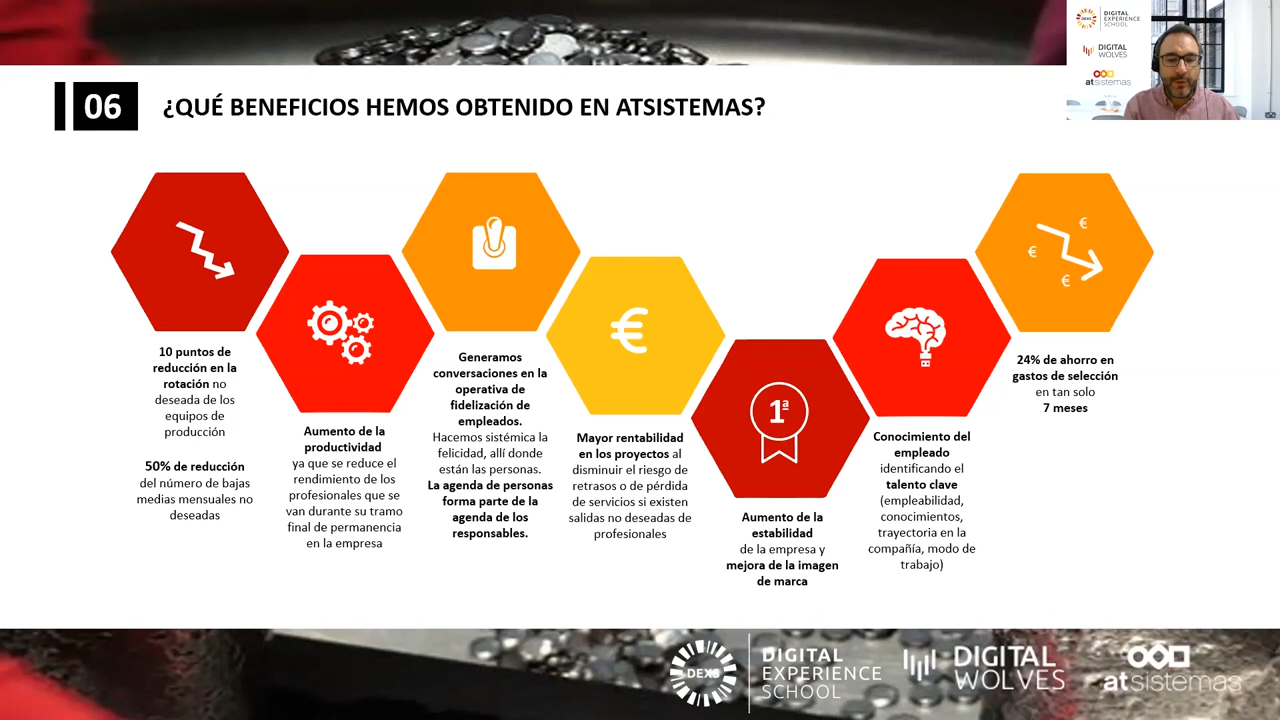 06
¿QUÉ BENEFICIOS HEMOS OBTENIDO EN ATSISTEMAS?
DEXS
DIGITAL
EXPERIENCE
SCHOOL
DIGITAL
WOLVES
atsistemas
10 puntos de
reducción en la
rotación no
deseada de los
equipos de
producción
50% de reducción
del número de bajas
medias mensuales no
deseadas
Aumento de la
productividad
ya que se reduce el
rendimiento de los
profesionales que se
van durante su tramo
final de permanencia
en la empresa
Generamos
conversaciones en la
operativa de
fidelización de
empleados.
Hacemos sistémica la
felicidad, allí donde
están las personas.
La agenda de personas
forma parte de la
agenda de los
responsables.
€
Mayor rentabilidad
en los proyectos al
disminuir el riesgo de
retrasos o de pérdida
de servicios si existen
salidas no deseadas de
profesionales
1ª
Aumento de la
estabilidad
de la empresa y
mejora de la imagen
de marca
Conocimiento del
empleado
identificando el
talento clave
(empleabilidad,
conocimientos,
trayectoria en la
compañía, modo de
trabajo)
€
€
€
24% de ahorro en
gastos de selección
en tan solo
7 meses
DEXS
DIGITAL
EXPERIENCE
SCHOOL
DIGITAL
WOLVES
atsistemas